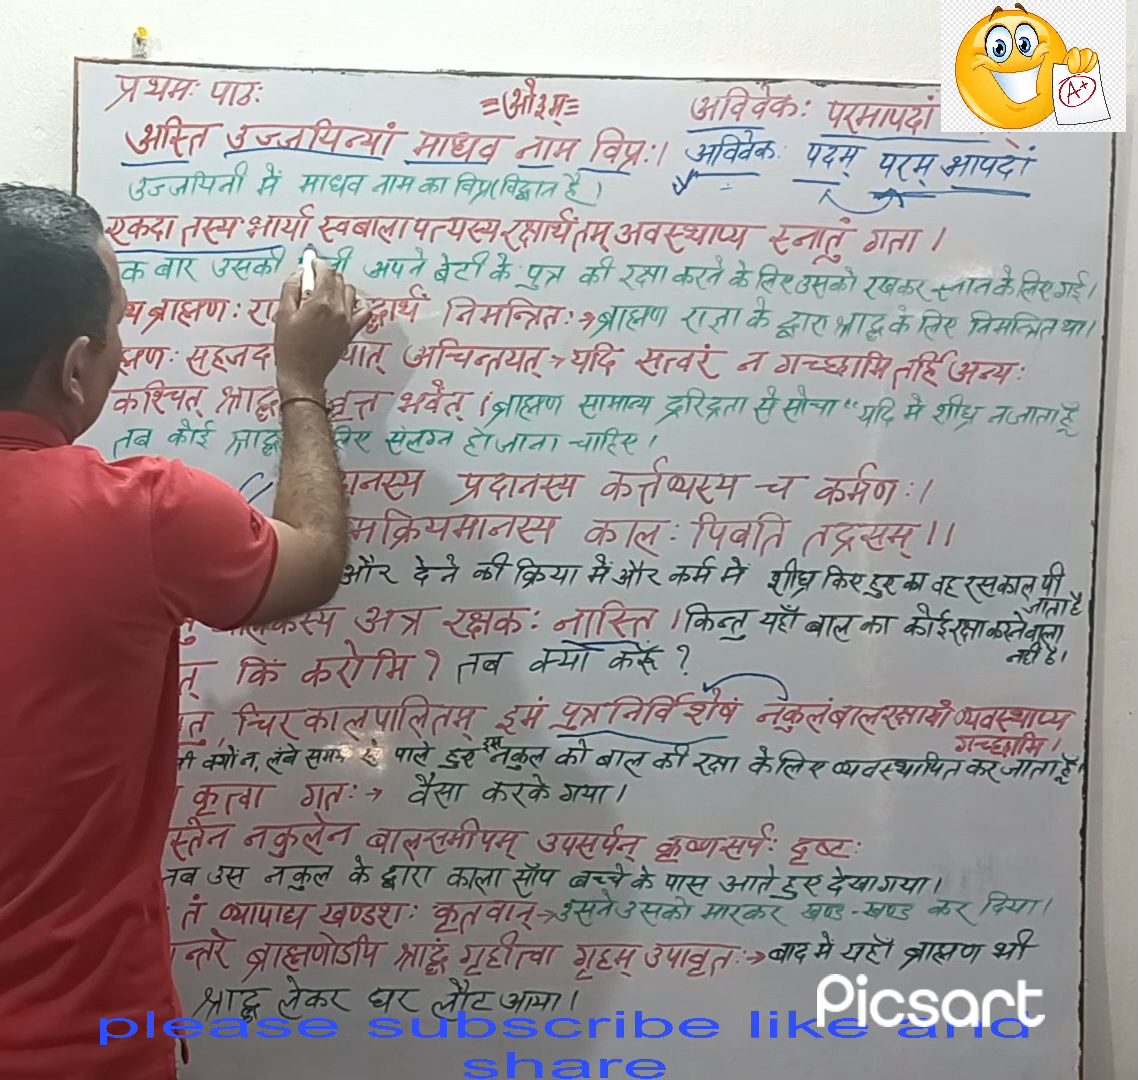 प्रथमः पाठः =ओ३म्= अविवेकः परमापदां
अस्ति उज्जयिन्यां माधव नाम विप्रः। अविवेकः पदम् परम् आपदां
उज्जयिनी में माधव नाम का विप्र(विद्वान है)
एकदा तस्य भार्या स्वबालापत्यस्य रक्षार्थं तम् अवस्थाप्य स्नातुं गता।
क बार उसकी अपने बेटी के पुत्र की रक्षा करने के लिए उसको रखकर स्नान के लिए गई।
ब्राह्मणः निमन्त्रितः→ब्राह्मण राजा के द्वारा श्राद्ध के लिए निमन्त्रित था।
अचिन्तयत्→यदि सत्वरं न गच्छामि तर्हि अन्यः
कश्चित् श्राद्ध भवेत्। ब्राह्मण सामान्य दरिद्रता से सोचा "यदि मैं शीघ्र न जाता हूँ
तब कोई लिए संलग्न हो जाना चाहिए।
प्रदानस्य कर्त्तव्यस्य च कर्मणः।
मक्रियमानस्य कालः पिबति तद्रसम्।।
और देने की क्रिया में और कर्म में शीघ्र किए हुए का वह रस काल पी
जाता है
अत्र रक्षकः नास्ति। किन्तु यहाँ बाल का कोई रक्षा करने वाला
नहीं है।
त् किं करोमि? तब क्या करूँ?
तु, चिरकालपालितम् इमं पुत्रनिर्विशेषं नकुलं बालरक्षायां व्यवस्थाप्य
गच्छामि।
क्यों न, लंबे समय से पाले हुए इस नकुल को बाल की रक्षा के लिए व्यवस्थापित कर जाता हूँ।
कृत्वा गतः→ वैसा करके गया।
स्तेन नकुलेन बालसमीपम् उपसर्पन् कृष्णसर्पः दृष्टः
तब उस नकुल के द्वारा काला साँप बच्चे के पास आते हुए देखा गया।
तं व्यापाद्य खण्डशः कृतवान्→उसने उसको मारकर खण्ड-खण्ड कर दिया।
न्तरे ब्राह्मणोऽपि श्राद्धं गृहीत्वा गृहम् उपावृतः→बाद में यहाँ ब्राह्मण भी
श्राद्ध लेकर घर लौट आया।
A+
Picsart
please subscribe like and
share